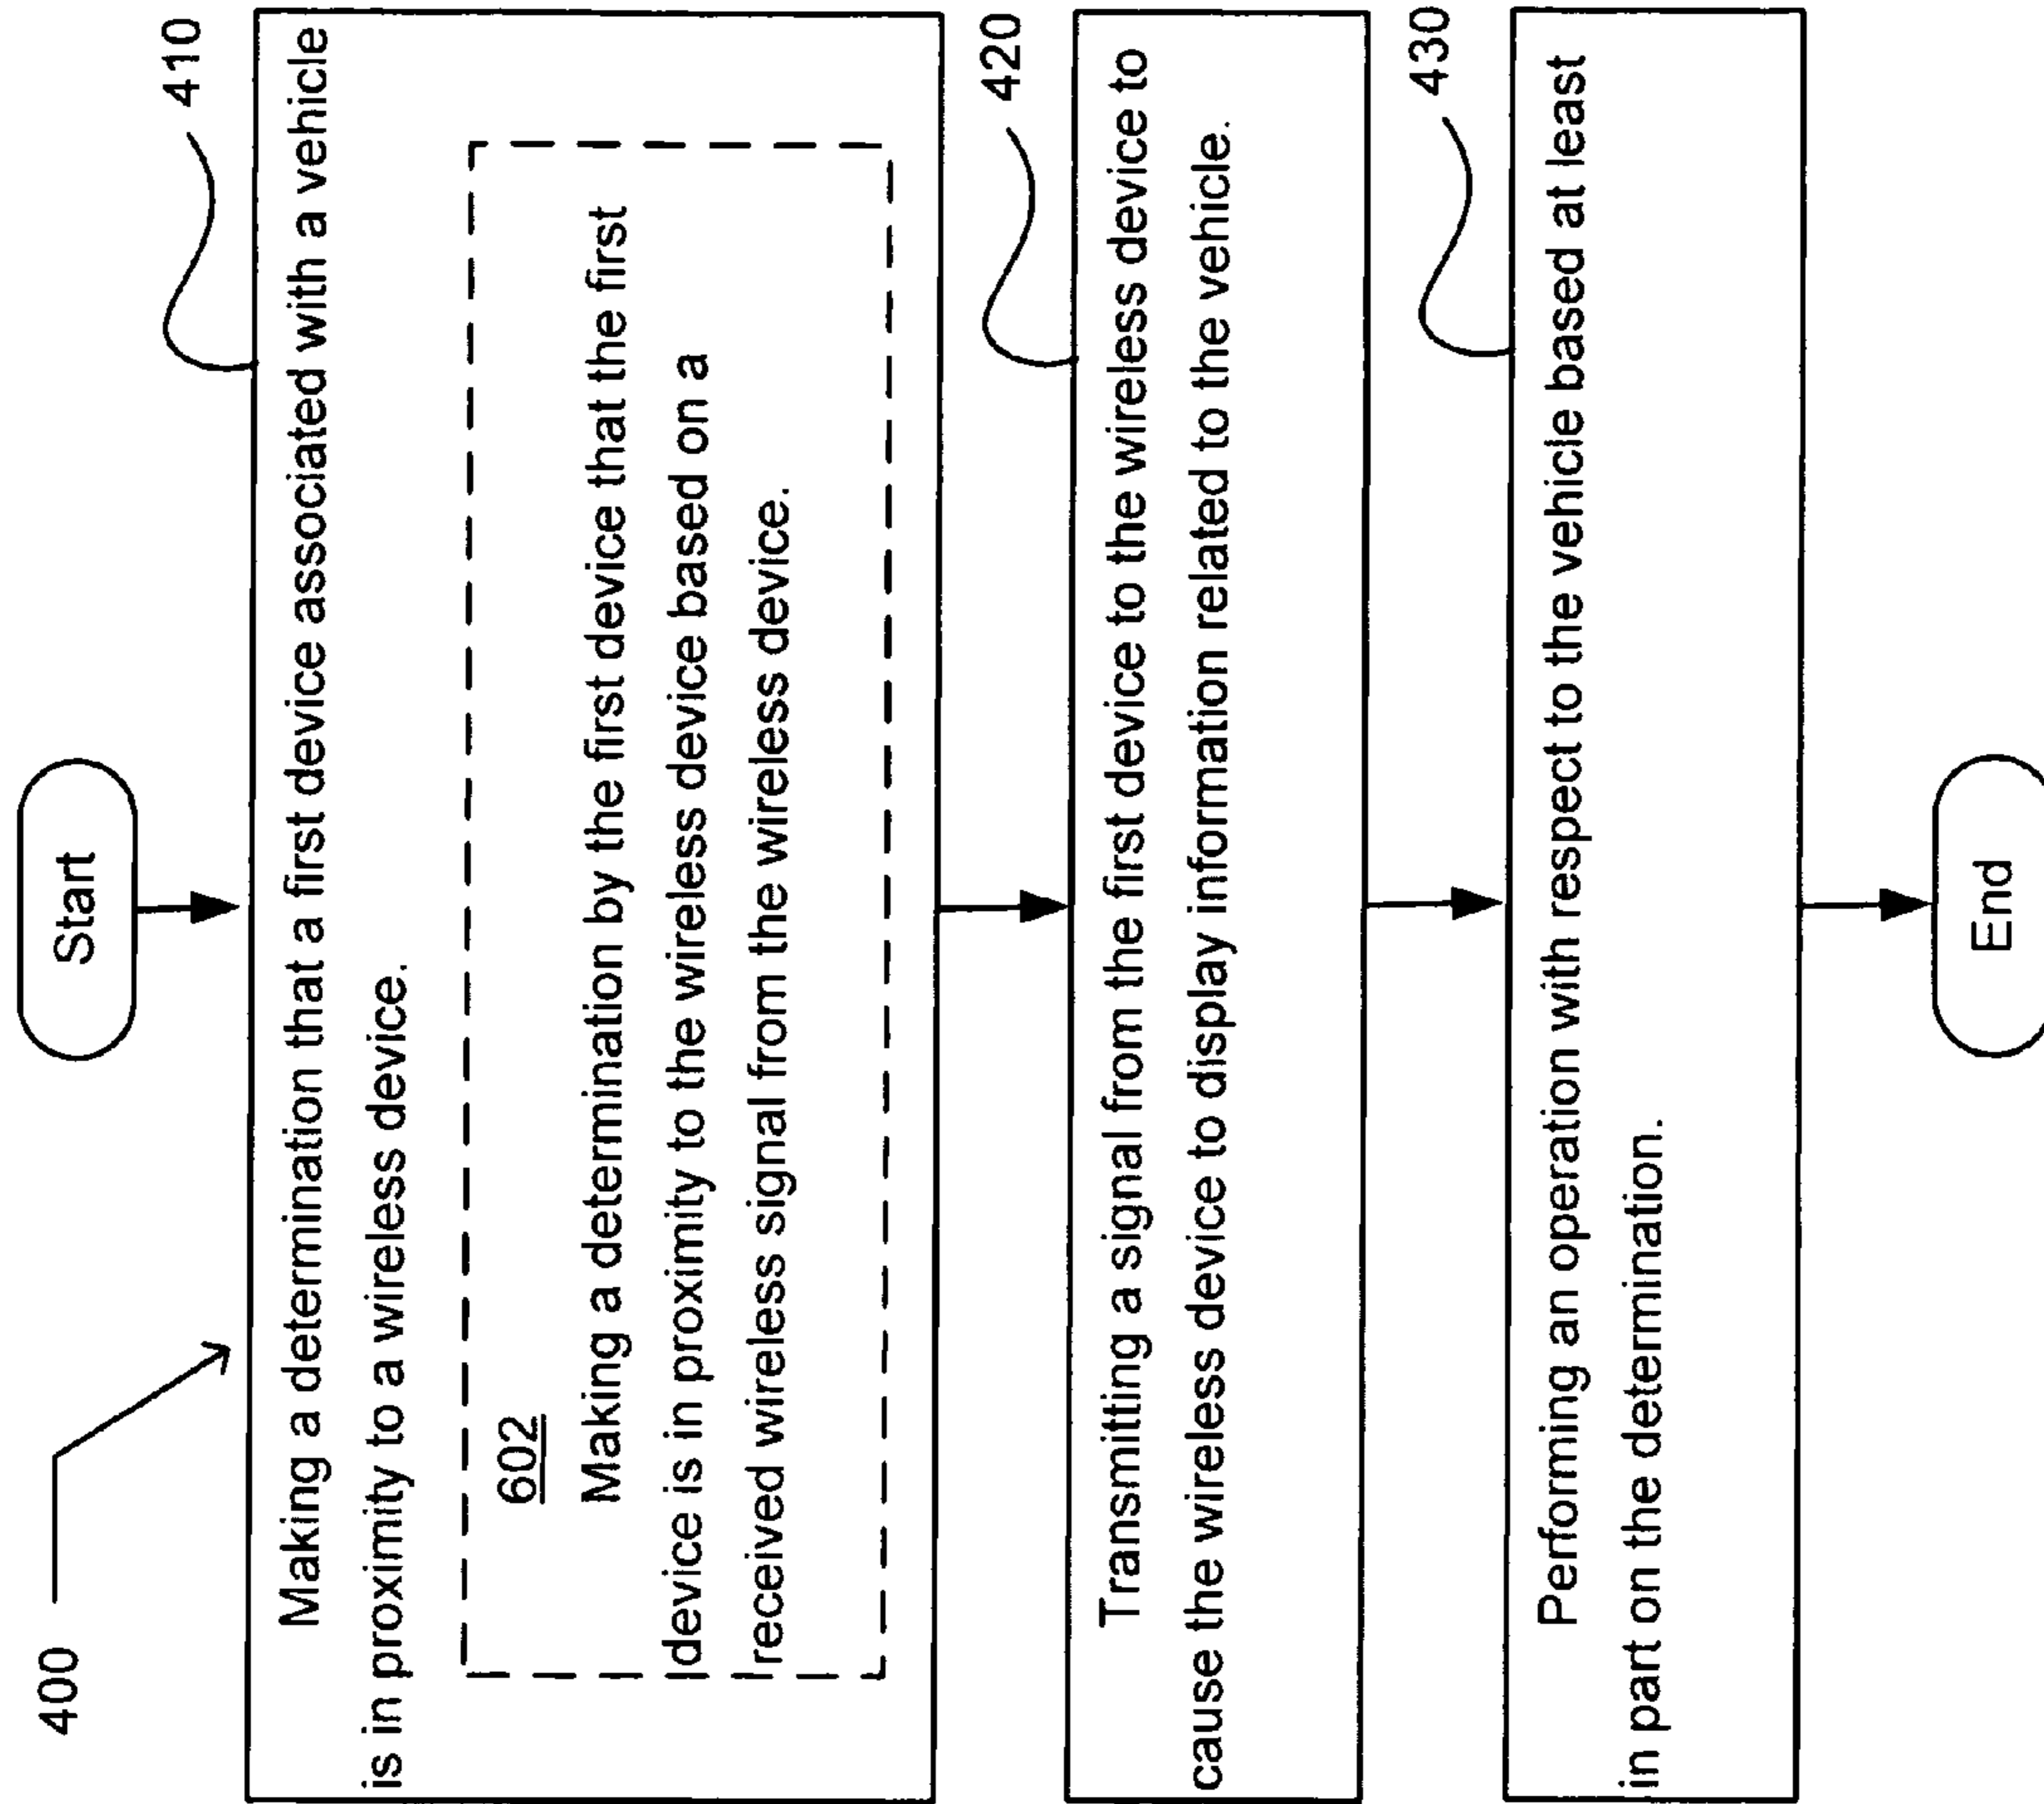 400
Start
410
Making a determination that a first device associated with a vehicle
is in proximity to a wireless device.
602
Making a determination by the first device that the first
device is in proximity to the wireless device based on a
received wireless signal from the wireless device.
420
Transmitting a signal from the first device to the wireless device to
cause the wireless device to display information related to the vehicle.
430
Performing an operation with respect to the vehicle based at least
in part on the determination.
End